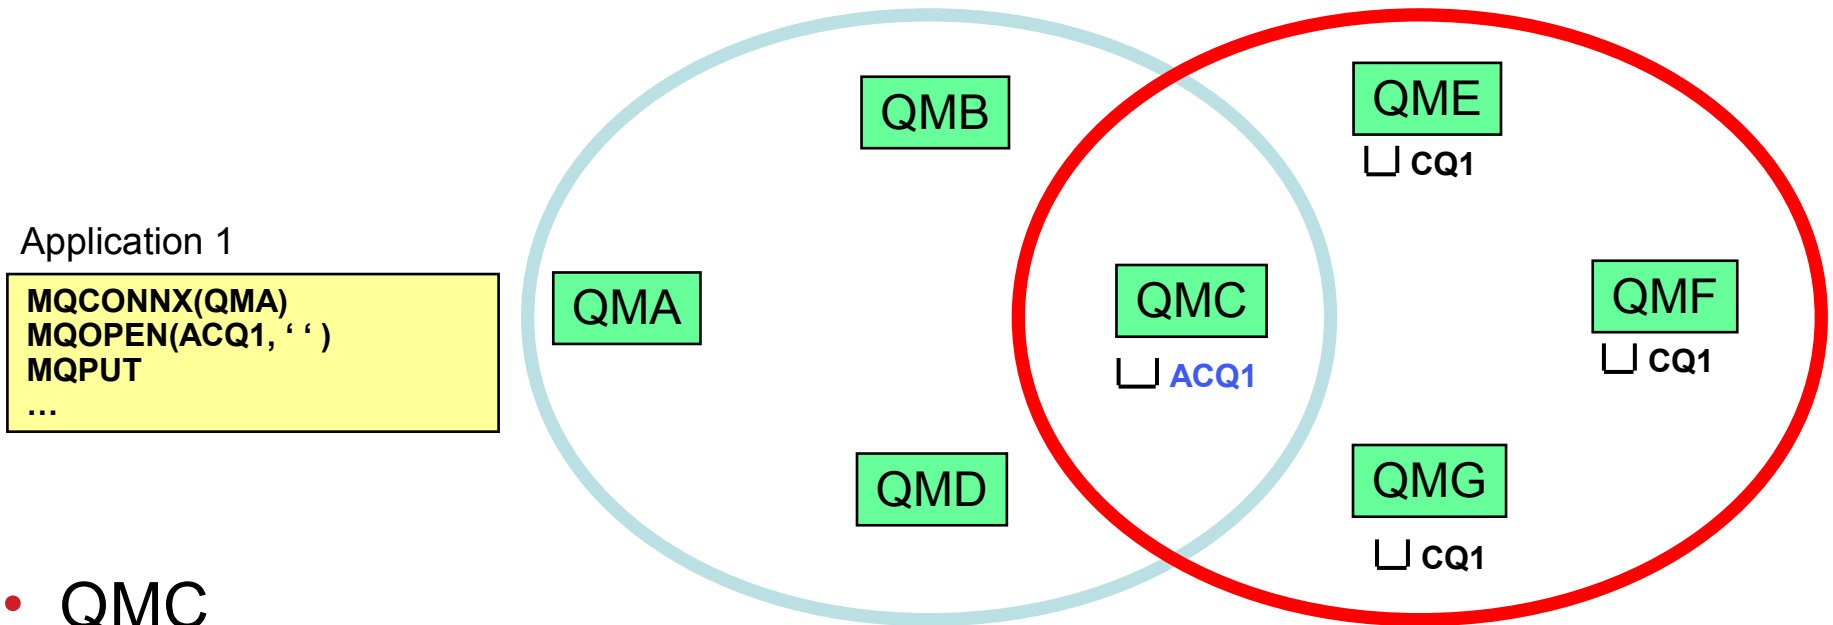 QMB
QME
CQ1
Application 1
MQCONNX(QMA)
MQOPEN(ACQ1, ‘ ‘ )
MQPUT
…
QMA
QMC
ACQ1
QMF
CQ1
QMD
QMG
CQ1
• QMC